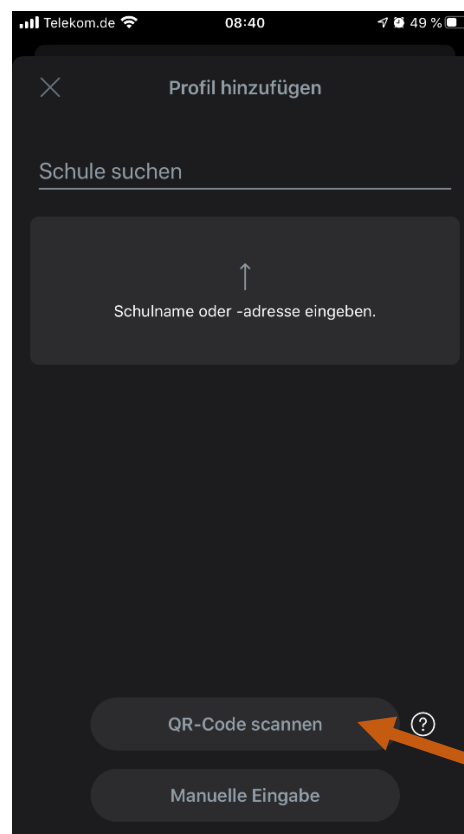 Telekom.de 08:40 49 %
Profil hinzufügen
Schule suchen
Schulname oder -adresse eingeben.
QR-Code scannen ?
Manuelle Eingabe